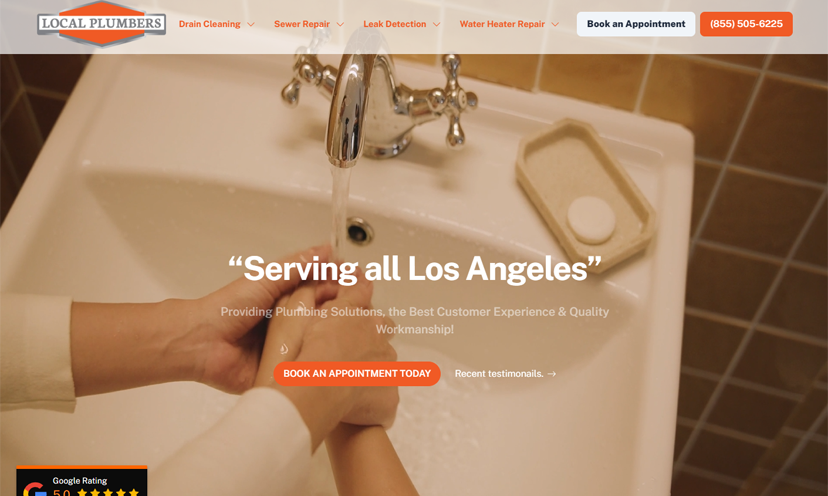 LOCAL PLUMBERS
Drain Cleaning
Sewer Repair
Leak Detection
Water Heater Repair
Book an Appointment
(855) 505-6225
“Serving all Los Angeles”
Providing Plumbing Solutions, the Best Customer Experience & Quality
Workmanship!
BOOK AN APPOINTMENT TODAY
Recent testimonails. →
Google Rating
5.0